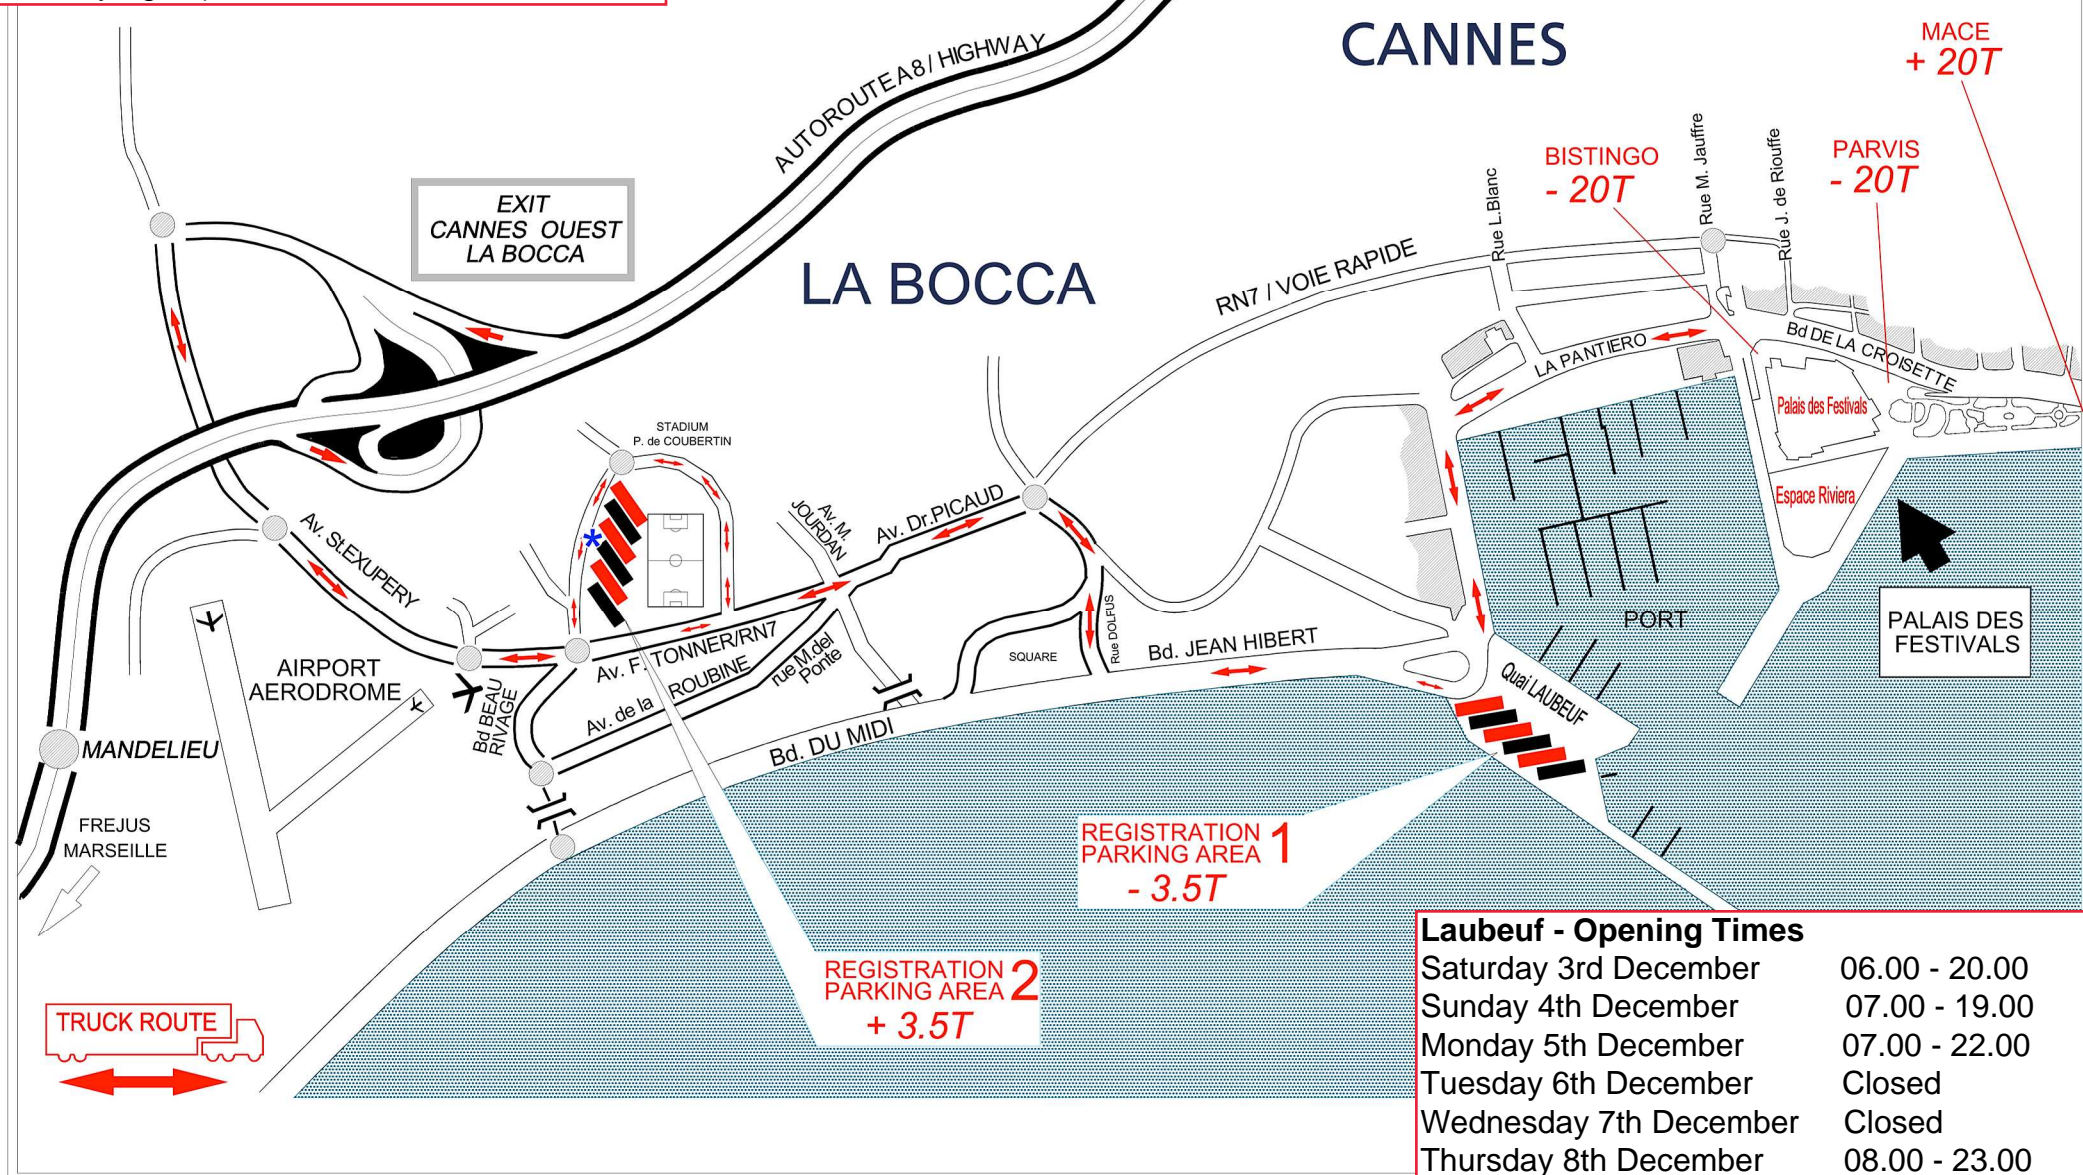 CANNES
MACE
+ 20T
AUTOROUTE A8 / HIGHWAY
BISTINGO
- 20T
Rue M. Jauffre
Rue J. de Riouffe
PARVIS
- 20T
Rue L.Blanc
EXIT
CANNES OUEST
LA BOCCA
LA BOCCA
RN7 / VOIE RAPIDE
LA PANTIERO
Bd DE LA CROISETTE
Palais des Festivals
Espace Riviera
STADIUM
P. de COUBERTIN
*
Av. M.
JOURDAN
Av. Dr.PICAUD
Av. St.EXUPERY
AIRPORT
AERODROME
Av. F. TONNER/RN7
Av. de la ROUBINE
rue M.del
Ponte
Bd BEAU
RIVAGE
SQUARE
Rue DOLFUS
Bd. JEAN HIBERT
Bd. DU MIDI
PORT
Quai LAUBEUF
PALAIS DES
FESTIVALS
MANDELIEU
FREJUS
MARSEILLE
REGISTRATION
PARKING AREA 1
- 3.5T
REGISTRATION
PARKING AREA 2
+ 3.5T
TRUCK ROUTE
Laubeuf - Opening Times
Saturday 3rd December 06.00 - 20.00
Sunday 4th December 07.00 - 19.00
Monday 5th December 07.00 - 22.00
Tuesday 6th December Closed
Wednesday 7th December Closed
Thursday 8th December 08.00 - 23.00